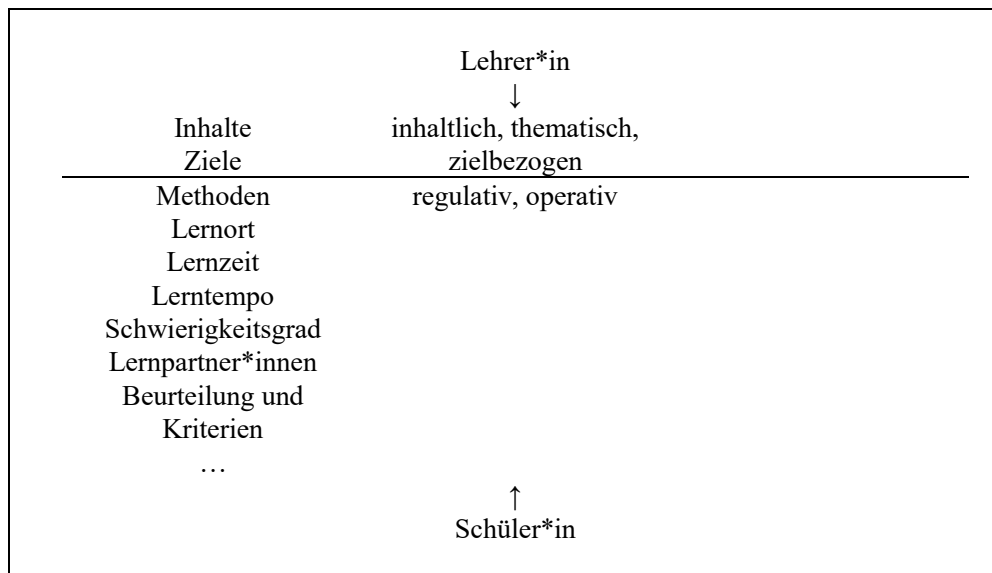 Lehrer*in
↓
Inhalte inhaltlich, thematisch,
Ziele zielbezogen
Methoden regulativ, operativ
Lernort
Lernzeit
Lerntempo
Schwierigkeitsgrad
Lernpartner*innen
Beurteilung und
Kriterien
…
↑
Schüler*in